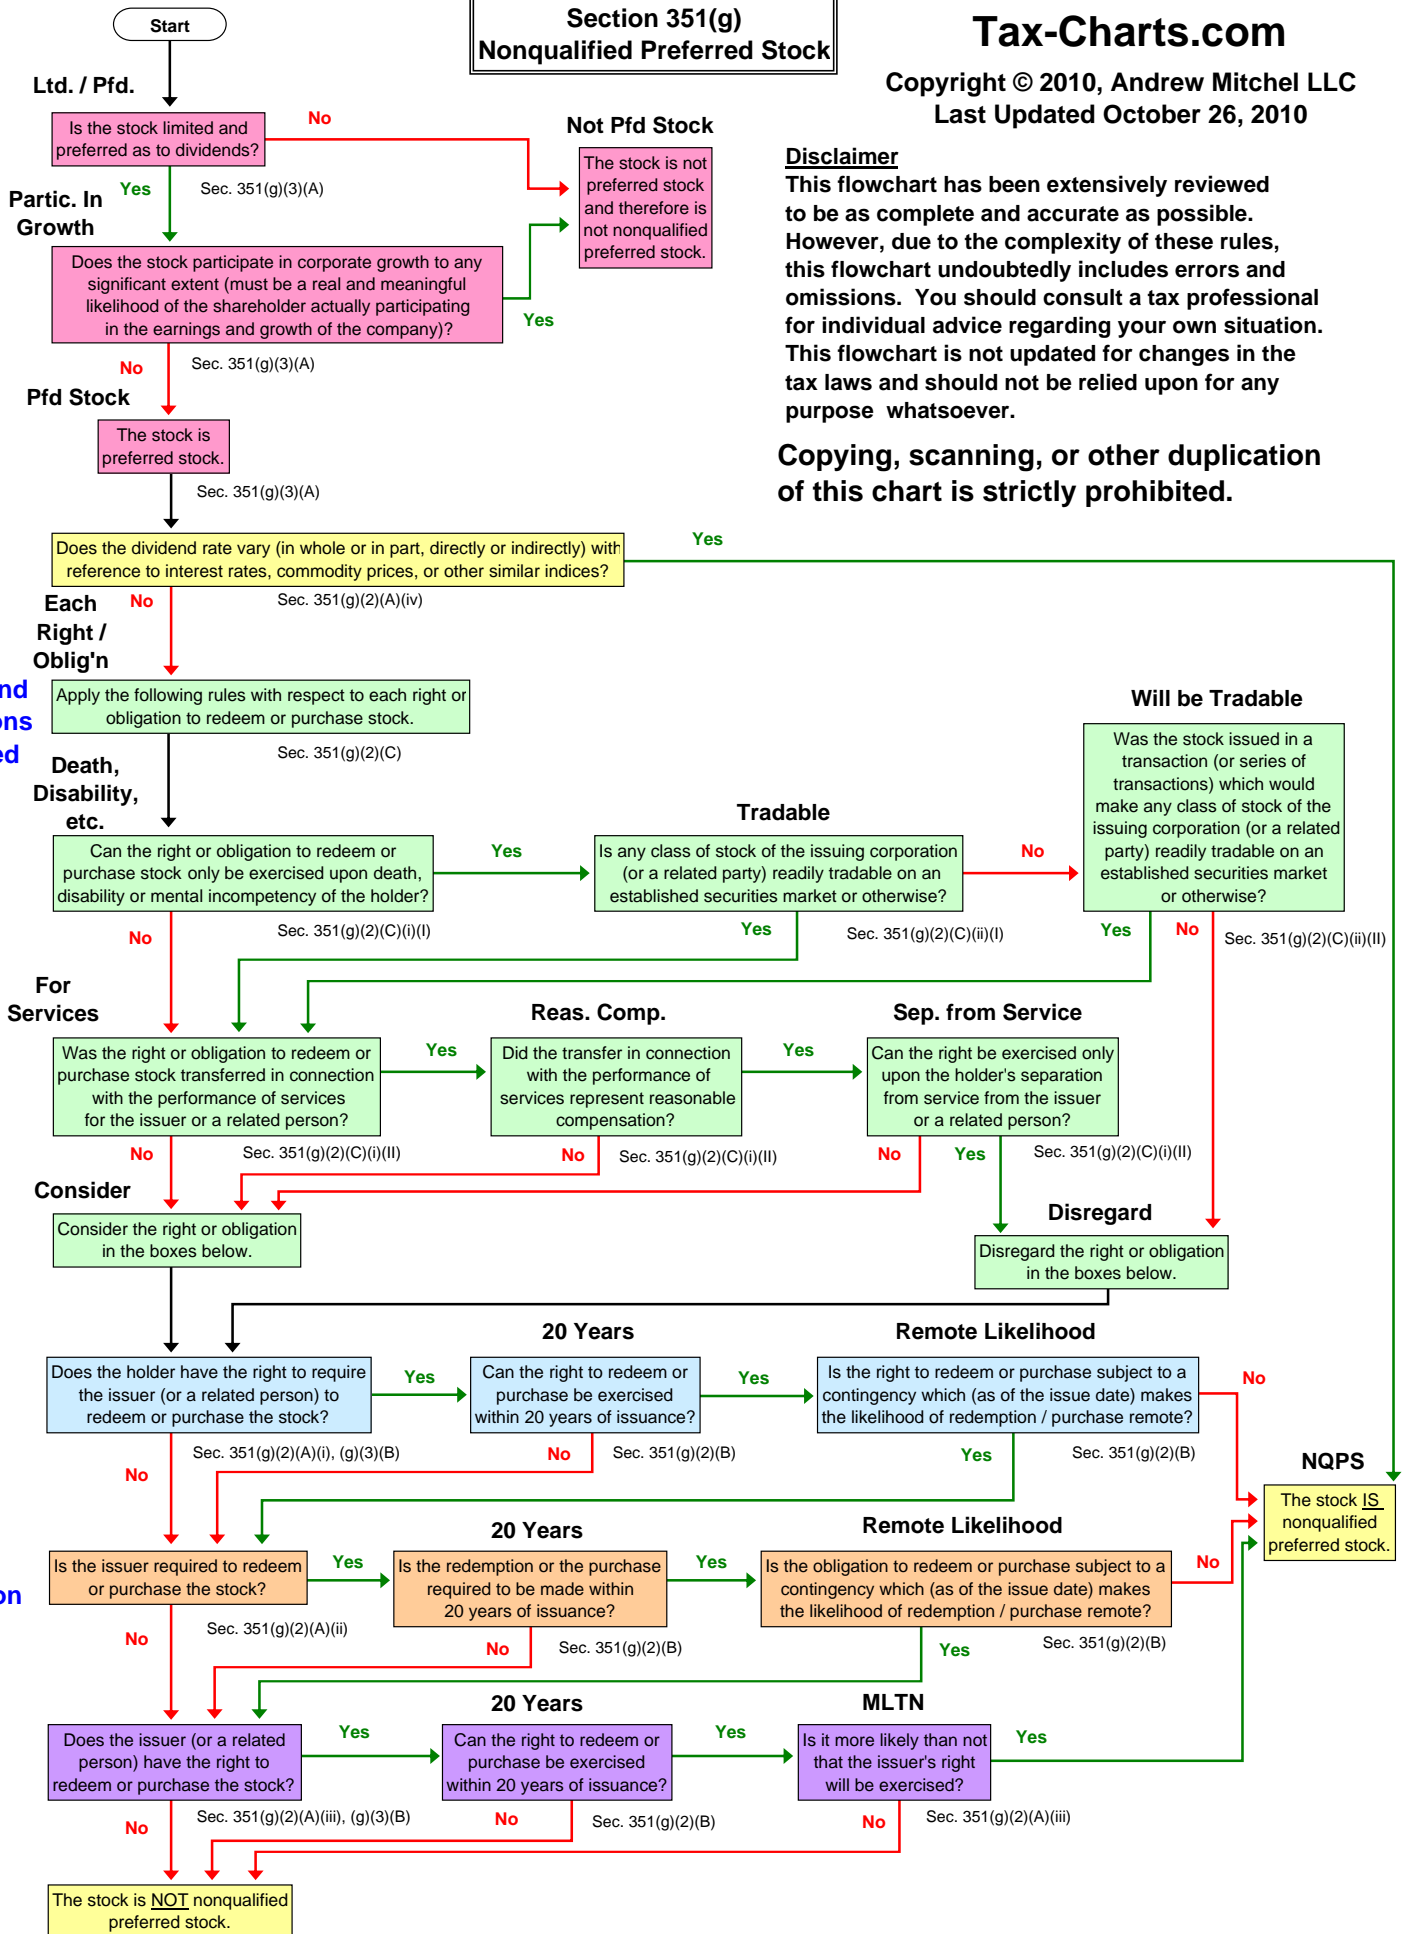 Start
Section 351(g)
Nonqualified Preferred Stock
Tax-Charts.com
Copyright © 2010, Andrew Mitchel LLC
Last Updated October 26, 2010
Disclaimer
This flowchart has been extensively reviewed
to be as complete and accurate as possible.
However, due to the complexity of these rules,
this flowchart undoubtedly includes errors and
omissions. You should consult a tax professional
for individual advice regarding your own situation.
This flowchart is not updated for changes in the
tax laws and should not be relied upon for any
purpose whatsoever.
Copying, scanning, or other duplication
of this chart is strictly prohibited.
Ltd. / Pfd.
Is the stock limited and
preferred as to dividends?
No
Yes
Sec. 351(g)(3)(A)
Not Pfd Stock
The stock is not
preferred stock
and therefore is
not nonqualified
preferred stock.
Partic. In
Growth
Does the stock participate in corporate growth to any
significant extent (must be a real and meaningful
likelihood of the shareholder actually participating
in the earnings and growth of the company)?
Yes
No
Sec. 351(g)(3)(A)
Pfd Stock
The stock is
preferred stock.
Sec. 351(g)(3)(A)
Does the dividend rate vary (in whole or in part, directly or indirectly) with
reference to interest rates, commodity prices, or other similar indices?
Yes
No
Sec. 351(g)(2)(A)(iv)
Each
Right /
Oblig'n
Apply the following rules with respect to each right or
obligation to redeem or purchase stock.
Sec. 351(g)(2)(C)
nd
ons
ed
Death,
Disability,
etc.
Can the right or obligation to redeem or
purchase stock only be exercised upon death,
disability or mental incompetency of the holder?
Yes
No
Sec. 351(g)(2)(C)(i)(I)
Tradable
Is any class of stock of the issuing corporation
(or a related party) readily tradable on an
established securities market or otherwise?
No
Yes
Sec. 351(g)(2)(C)(ii)(I)
Will be Tradable
Was the stock issued in a
transaction (or series of
transactions) which would
make any class of stock of the
issuing corporation (or a related
party) readily tradable on an
established securities market
or otherwise?
Yes
No
Sec. 351(g)(2)(C)(ii)(II)
For
Services
Was the right or obligation to redeem or
purchase stock transferred in connection
with the performance of services
for the issuer or a related person?
Yes
No
Sec. 351(g)(2)(C)(i)(II)
Reas. Comp.
Did the transfer in connection
with the performance of
services represent reasonable
compensation?
Yes
No
Sec. 351(g)(2)(C)(i)(II)
Sep. from Service
Can the right be exercised only
upon the holder's separation
from service from the issuer
or a related person?
No
Yes
Sec. 351(g)(2)(C)(i)(II)
Consider
Consider the right or obligation
in the boxes below.
Disregard
Disregard the right or obligation
in the boxes below.
Does the holder have the right to require
the issuer (or a related person) to
redeem or purchase the stock?
Yes
No
Sec. 351(g)(2)(A)(i), (g)(3)(B)
20 Years
Can the right to redeem or
purchase be exercised
within 20 years of issuance?
Yes
No
Sec. 351(g)(2)(B)
Remote Likelihood
Is the right to redeem or purchase subject to a
contingency which (as of the issue date) makes
the likelihood of redemption / purchase remote?
No
Yes
Sec. 351(g)(2)(B)
NQPS
The stock IS
nonqualified
preferred stock.
on
Is the issuer required to redeem
or purchase the stock?
Yes
No
Sec. 351(g)(2)(A)(ii)
20 Years
Is the redemption or the purchase
required to be made within
20 years of issuance?
Yes
No
Sec. 351(g)(2)(B)
Remote Likelihood
Is the obligation to redeem or purchase subject to a
contingency which (as of the issue date) makes
the likelihood of redemption / purchase remote?
No
Yes
Sec. 351(g)(2)(B)
Does the issuer (or a related
person) have the right to
redeem or purchase the stock?
Yes
No
Sec. 351(g)(2)(A)(iii), (g)(3)(B)
20 Years
Can the right to redeem or
purchase be exercised
within 20 years of issuance?
Yes
No
Sec. 351(g)(2)(B)
MLTN
Is it more likely than not
that the issuer's right
will be exercised?
Yes
No
Sec. 351(g)(2)(A)(iii)
The stock is NOT nonqualified
preferred stock.